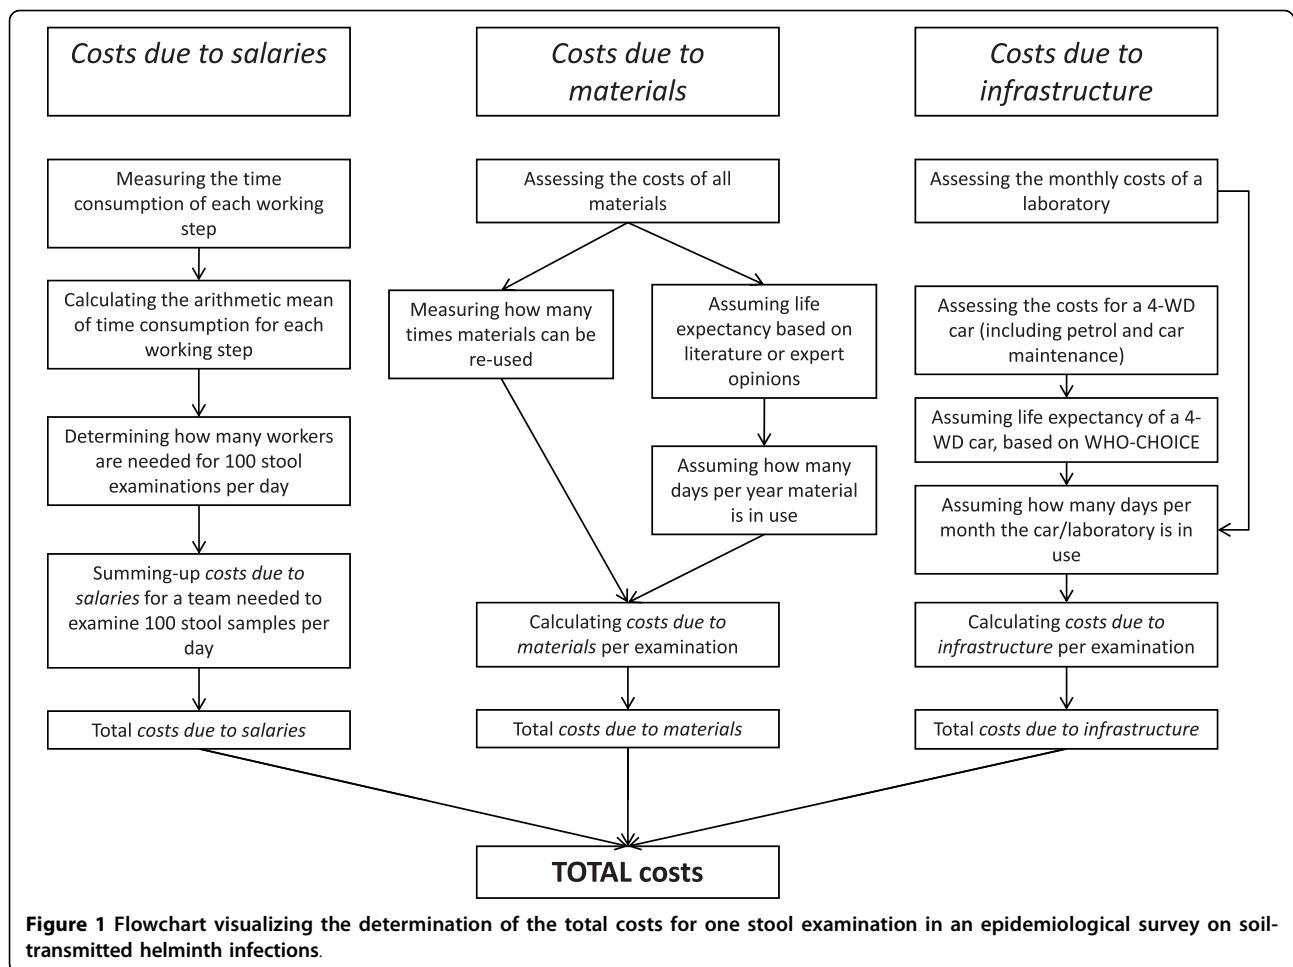 Costs due to salaries
Costs due to
materials
Costs due to
infrastructure
Measuring the time
consumption of each working
step
Calculating the arithmetic mean
of time consumption for each
working step
Determining how many workers
are needed for 100 stool
examinations per day
Summing-up costs due to
salaries for a team needed to
examine 100 stool samples per
day
Total costs due to salaries
Assessing the costs of all
materials
Measuring how many
times materials can be
re-used
Assuming life
expectancy based on
literature or expert
opinions
Assuming how many
days per year material
is in use
Calculating costs due to
materials per examination
Total costs due to materials
Assessing the monthly costs of a
laboratory
Assessing the costs for a 4-WD
car (including petrol and car
maintenance)
Assuming life expectancy of a 4-
WD car, based on WHO-CHOICE
Assuming how many days per
month the car/laboratory is in
use
Calculating costs due to
infrastructure per examination
Total costs due to infrastructure
TOTAL costs
Figure 1 Flowchart visualizing the determination of the total costs for one stool examination in an epidemiological survey on soil-
transmitted helminth infections.